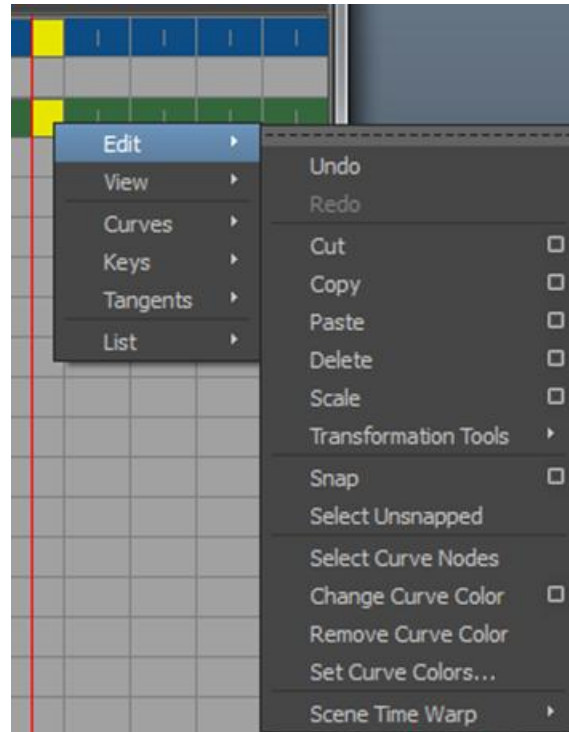 Edit
View
Curves
Keys
Tangents
List
Undo
Redo
Cut
Copy
Paste
Delete
Scale
Transformation Tools
Snap
Select Unsnapped
Select Curve Nodes
Change Curve Color
Remove Curve Color
Set Curve Colors...
Scene Time Warp